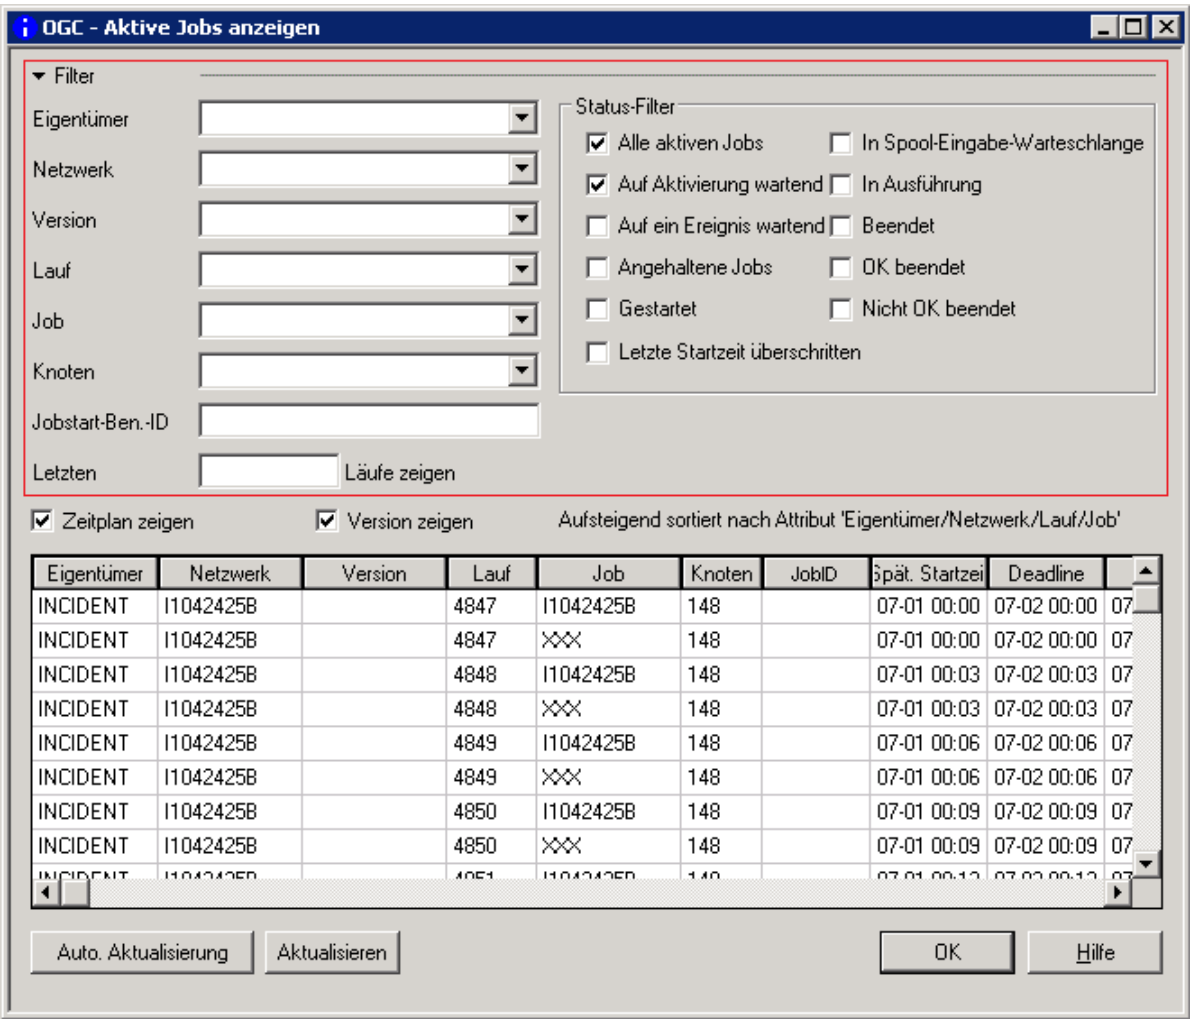 OGC - Aktive Jobs anzeigen
Filter
Eigentümer
Netzwerk
Version
Lauf
Job
Knoten
Jobstart-Ben.-ID
Letzten Läufe zeigen
Status-Filter
Alle aktiven Jobs In Spool-Eingabe-Warteschlange
Auf Aktivierung wartend In Ausführung
Auf ein Ereignis wartend Beendet
Angehaltene Jobs OK beendet
Gestartet Nicht OK beendet
Letzte Startzeit überschritten
Zeitplan zeigen Version zeigen Aufsteigend sortiert nach Attribut 'Eigentümer/Netzwerk/Lauf/Job'
Eigentümer Netzwerk Version Lauf Job Knoten JobID Spät. Startzei Deadline
INCIDENT I1042425B 4847 I1042425B 148 07-01 00:00 07-02 00:00 07
INCIDENT I1042425B 4847 XXX 148 07-01 00:00 07-02 00:00 07
INCIDENT I1042425B 4848 I1042425B 148 07-01 00:03 07-02 00:03 07
INCIDENT I1042425B 4848 XXX 148 07-01 00:03 07-02 00:03 07
INCIDENT I1042425B 4849 I1042425B 148 07-01 00:06 07-02 00:06 07
INCIDENT I1042425B 4849 XXX 148 07-01 00:06 07-02 00:06 07
INCIDENT I1042425B 4850 I1042425B 148 07-01 00:09 07-02 00:09 07
INCIDENT I1042425B 4850 XXX 148 07-01 00:09 07-02 00:09 07
Auto. Aktualisierung Aktualisieren OK Hilfe